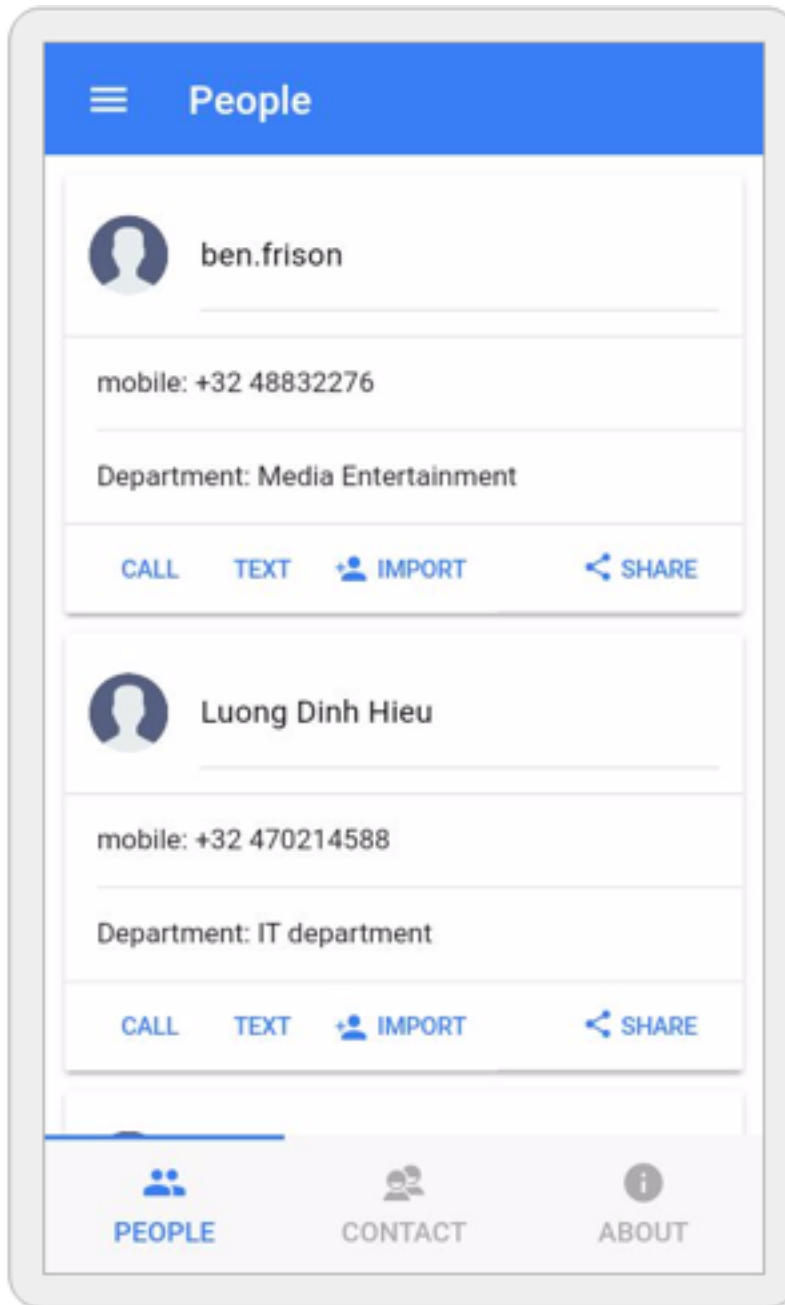 People
ben.frison
mobile: +32 48832276
Department: Media Entertainment
CALL TEXT IMPORT SHARE
Luong Dinh Hieu
mobile: +32 470214588
Department: IT department
CALL TEXT IMPORT SHARE
PEOPLE CONTACT ABOUT